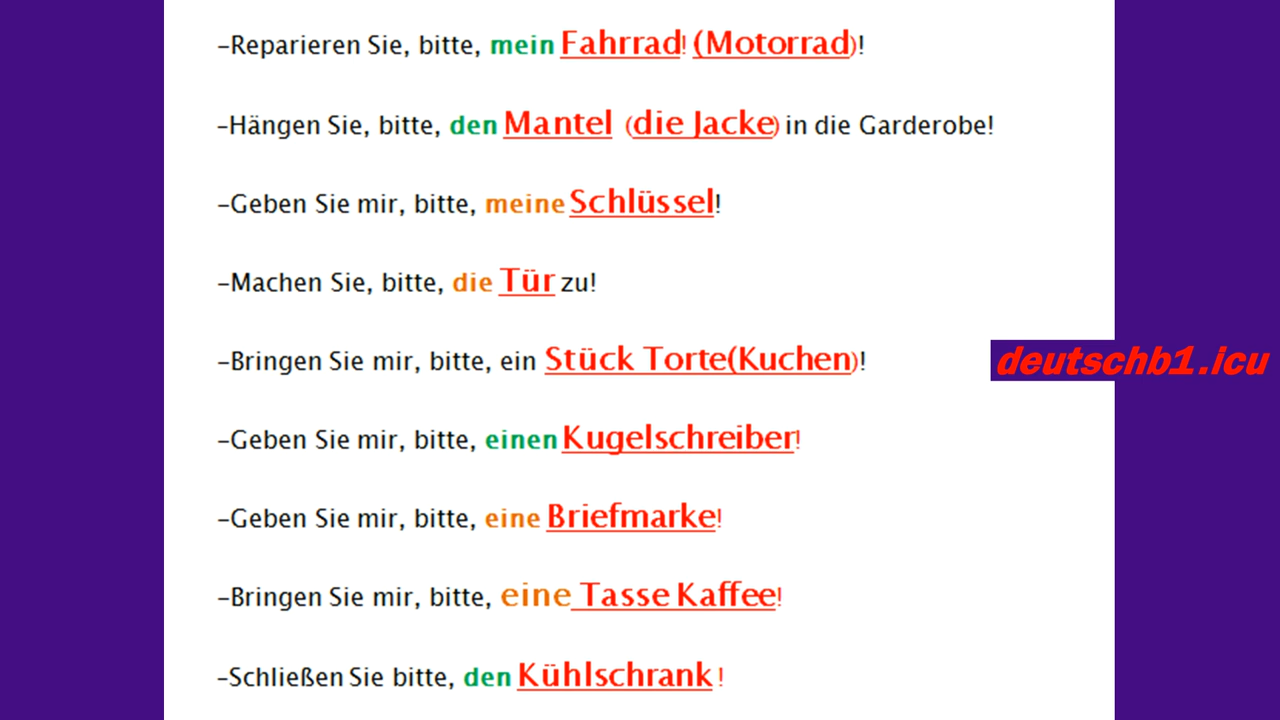 –Reparieren Sie, bitte, mein Fahrrad! (Motorrad)!
–Hängen Sie, bitte, den Mantel (die Jacke) in die Garderobe!
–Geben Sie mir, bitte, meine Schlüssel!
–Machen Sie, bitte, die Tür zu!
–Bringen Sie mir, bitte, ein Stück Torte(Kuchen)!
deutschb1.icu
–Geben Sie mir, bitte, einen Kugelschreiber!
–Geben Sie mir, bitte, eine Briefmarke!
–Bringen Sie mir, bitte, eine Tasse Kaffee!
–Schließen Sie bitte, den Kühlschrank !